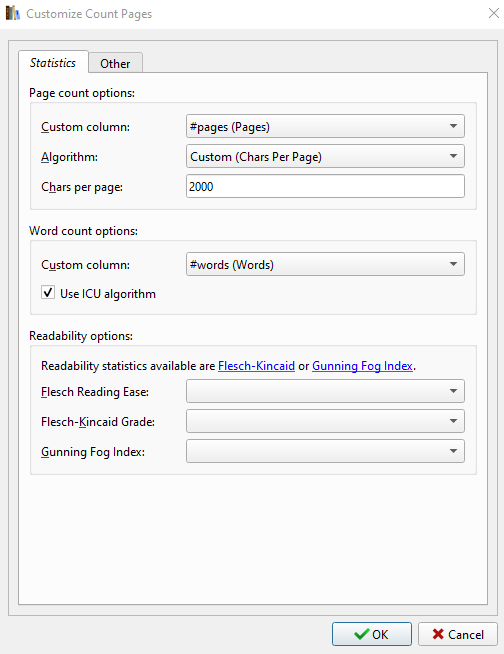 Customize Count Pages
Statistics
Other
Page count options:
Custom column:
#pages (Pages)
Algorithm:
Custom (Chars Per Page)
Chars per page:
2000
Word count options:
Custom column:
#words (Words)
Use ICU algorithm
Readability options:
Readability statistics available are Flesch-Kincaid or Gunning Fog Index.
Flesch Reading Ease:
Flesch-Kincaid Grade:
Gunning Fog Index:
OK
Cancel